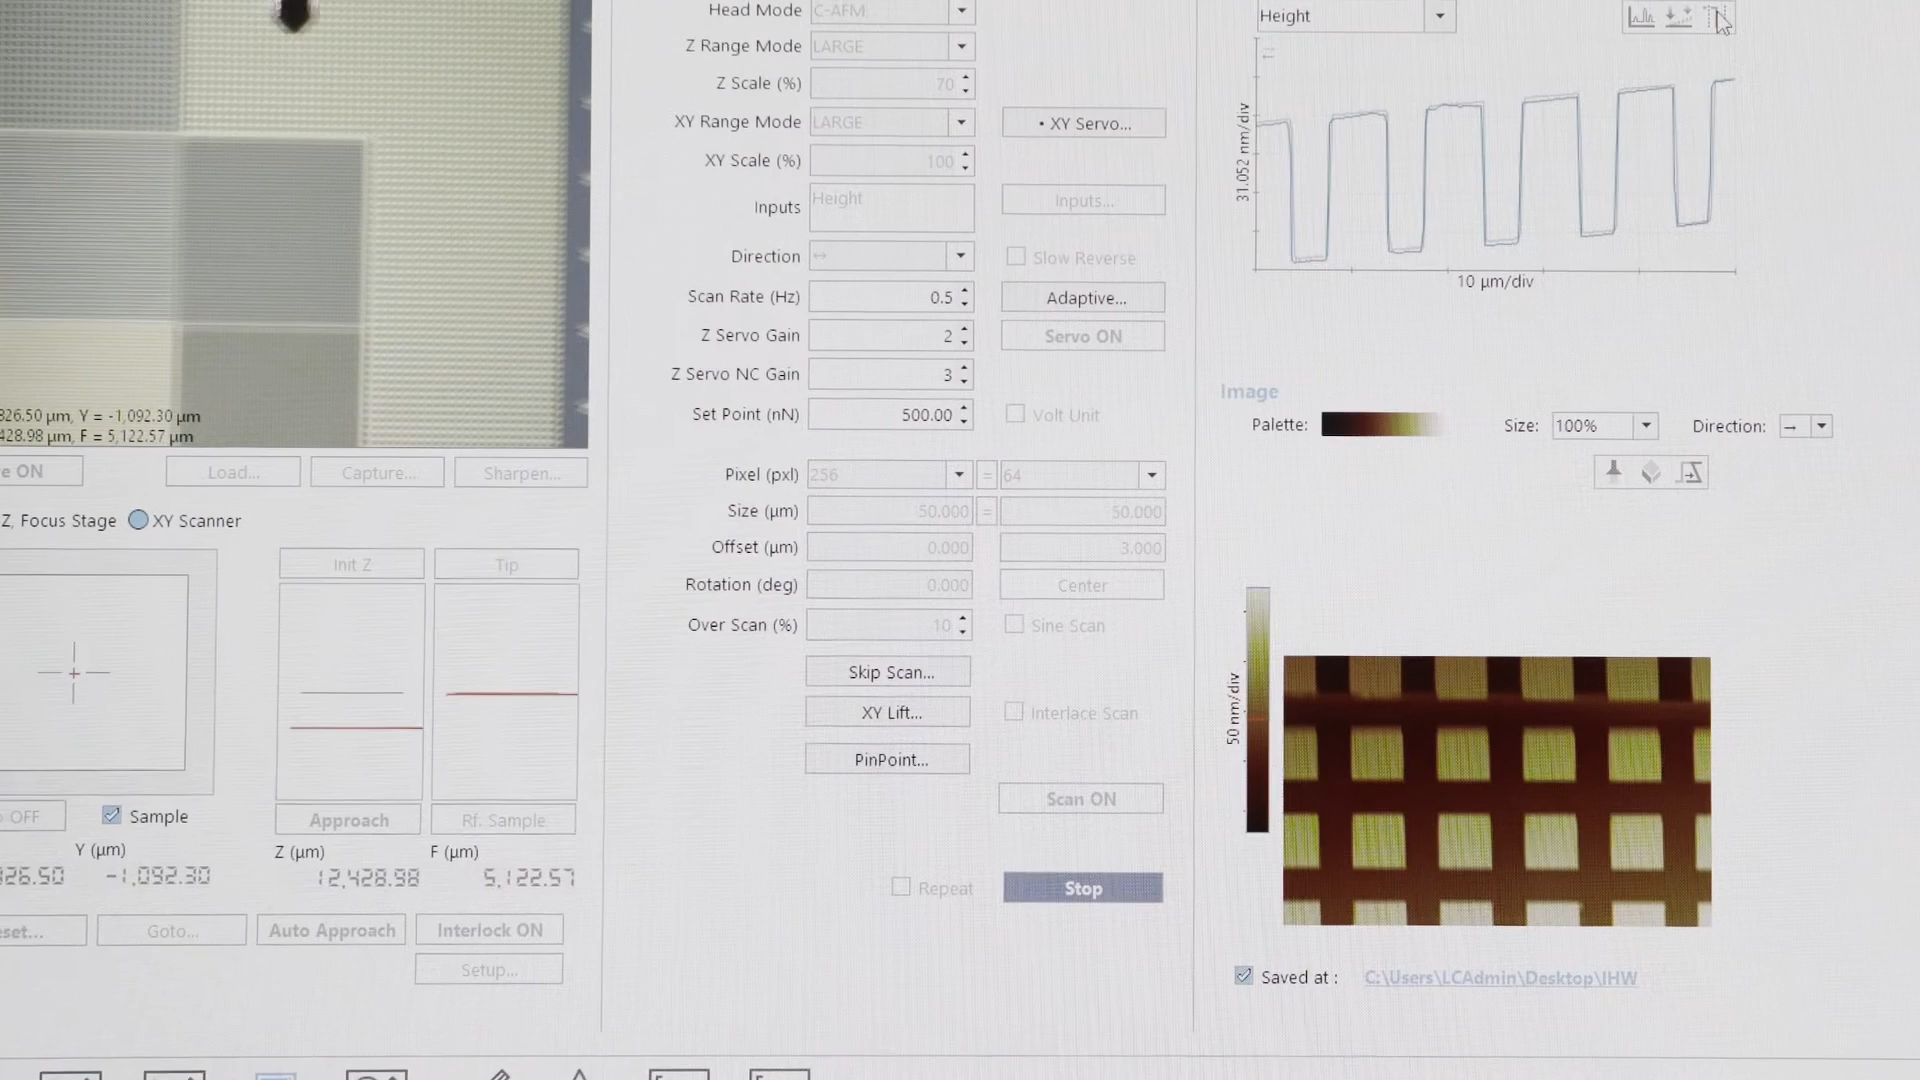 826.50 µm, Y = -1,092.30 µm
428.98 µm, F = 5,122.57 µm
e ON
Load...
Capture...
Sharpen...
Z, Focus Stage
XY Scanner
Init Z
Tip
OFF
Sample
Approach
Rf. Sample
Y (µm)
Z (µm)
F (µm)
826.50
-1,092.30
12,428.98
5,122.57
set...
Goto...
Auto Approach
Interlock ON
Setup...
Head Mode C-AFM
Z Range Mode LARGE
Z Scale (%) 70
XY Range Mode LARGE
• XY Servo...
XY Scale (%) 100
Inputs Height
Inputs...
Direction ↔
Slow Reverse
Scan Rate (Hz) 0.5
Adaptive...
Z Servo Gain 2
Servo ON
Z Servo NC Gain 3
Set Point (nN) 500.00
Volt Unit
Pixel (pxl) 256 = 64
Size (µm) 50.000 = 50.000
Offset (µm) 0.000 3.000
Rotation (deg) 0.000
Center
Over Scan (%) 10
Sine Scan
Skip Scan...
XY Lift...
Interlace Scan
PinPoint...
Scan ON
Repeat
Stop
Height
31.052 nm/div
10 µm/div
Image
Palette:
Size: 100%
Direction: →
50 nm/div
Saved at : C:\Users\LCAdmin\Desktop\IHW